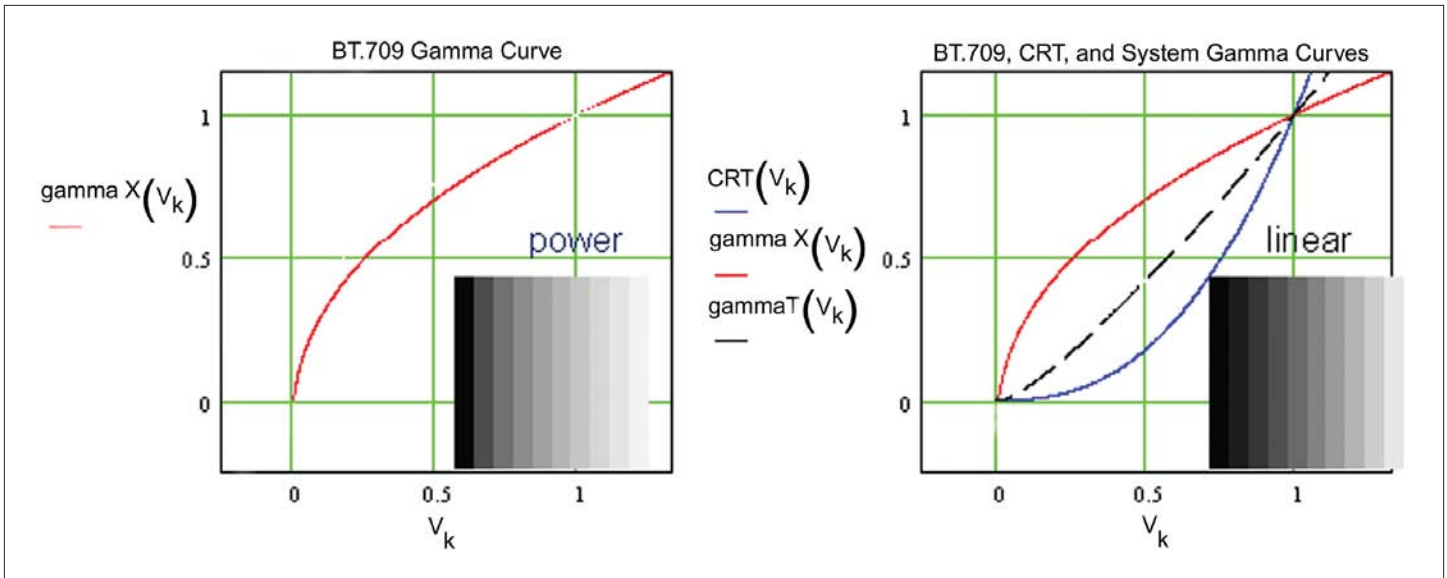 BT.709 Gamma Curve
1
gamma X(Vk)
power
0.5
0
0 0.5 1
Vk
BT.709, CRT, and System Gamma Curves
1
CRT(Vk)
gamma X(Vk)
linear
0.5
gammaT(Vk)
0
0 0.5 1
Vk